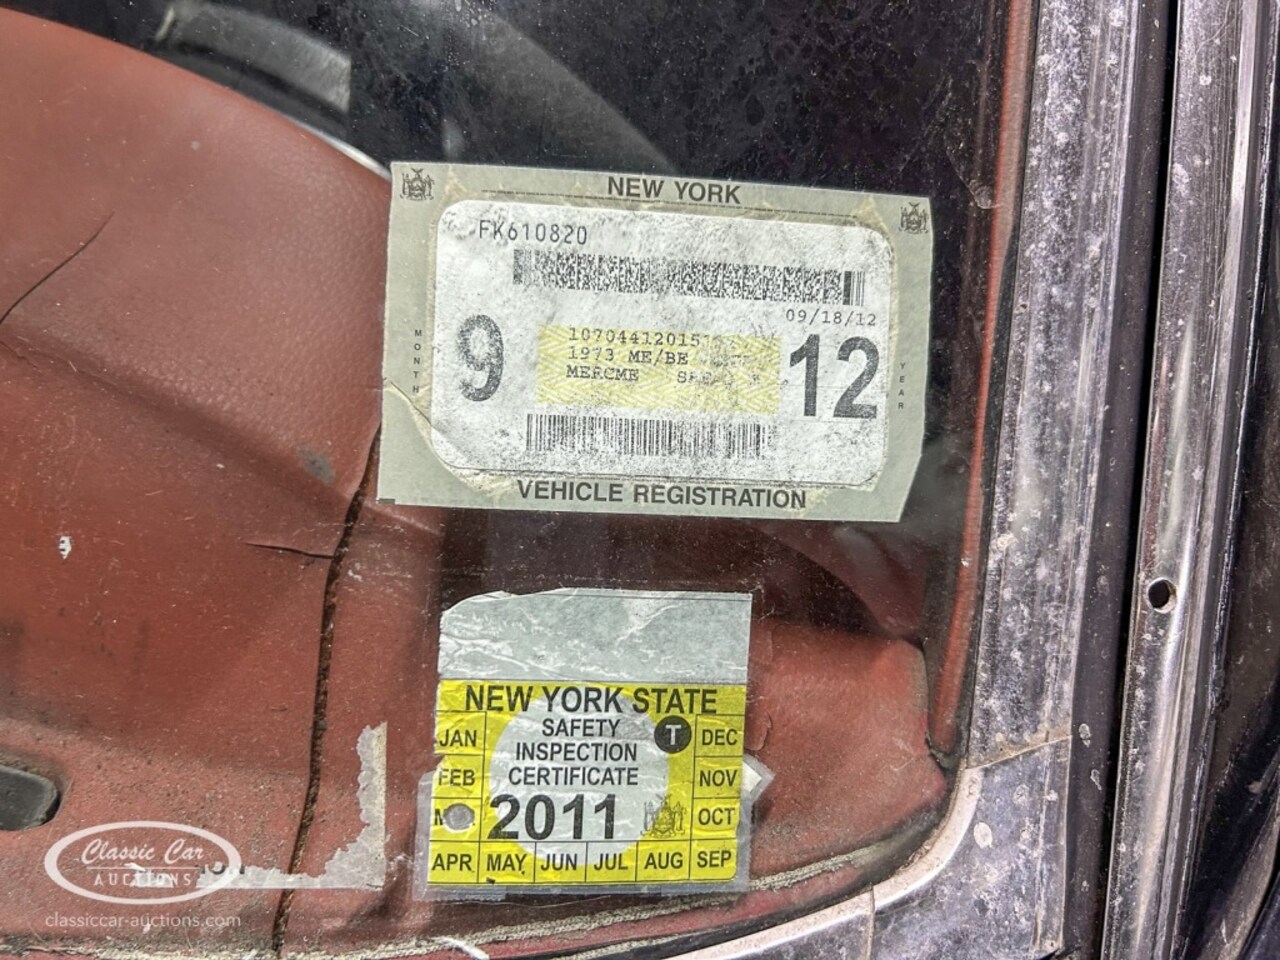 NEW YORK
FK610820
09/18/12
MONTH
9
1973 ME/BE
MERCME
12
YEAR
VEHICLE REGISTRATION
NEW YORK STATE
SAFETY
INSPECTION
CERTIFICATE
T
2011
JAN
FEB
APR MAY JUN JUL AUG SEP
OCT
NOV
DEC
Classic Car
AUCTIONS
classiccar-auctions.com